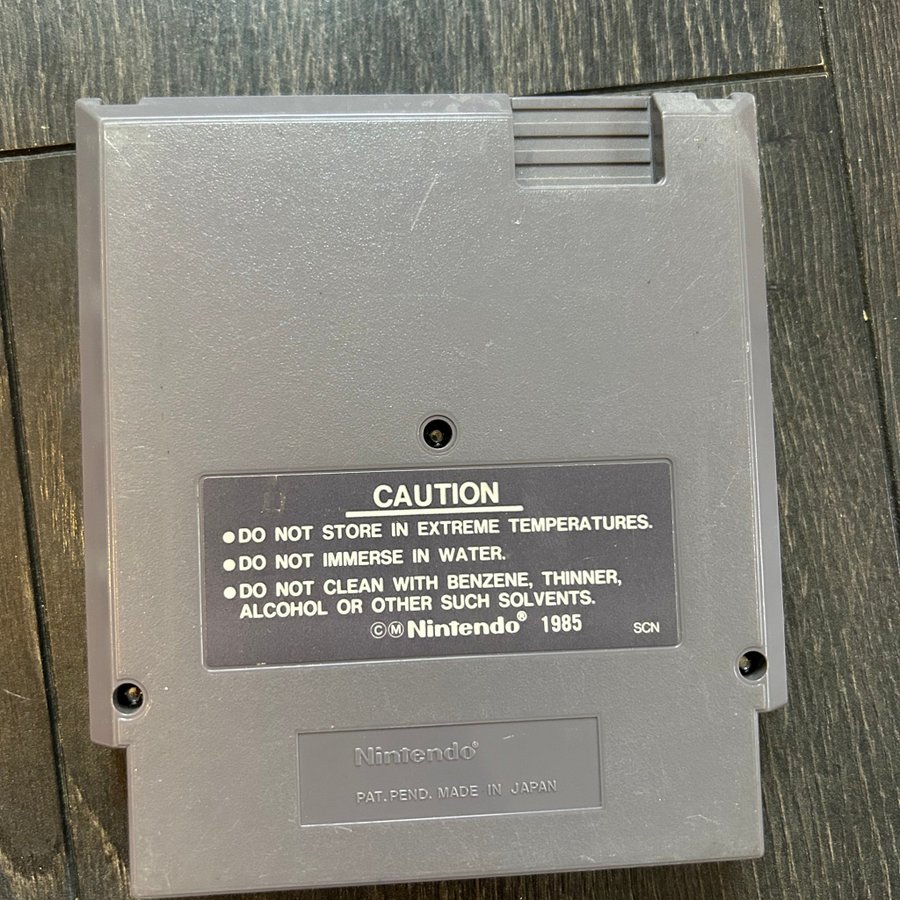 CAUTION
●DO NOT STORE IN EXTREME TEMPERATURES.
●DO NOT IMMERSE IN WATER.
●DO NOT CLEAN WITH BENZENE, THINNER,
ALCOHOL OR OTHER SUCH SOLVENTS.
ⒸⓂNintendo® 1985 SCN
Nintendo®
PAT. PEND. MADE IN JAPAN